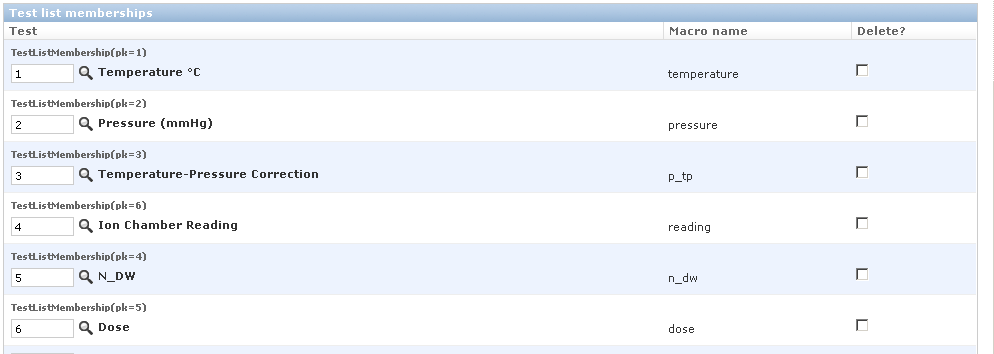 Test list memberships
Test Macro name Delete?
TestListMembership(pk=1)
1 Temperature °C temperature
TestListMembership(pk=2)
2 Pressure (mmHg) pressure
TestListMembership(pk=3)
3 Temperature-Pressure Correction p_tp
TestListMembership(pk=6)
4 Ion Chamber Reading reading
TestListMembership(pk=4)
5 N_DW n_dw
TestListMembership(pk=5)
6 Dose dose